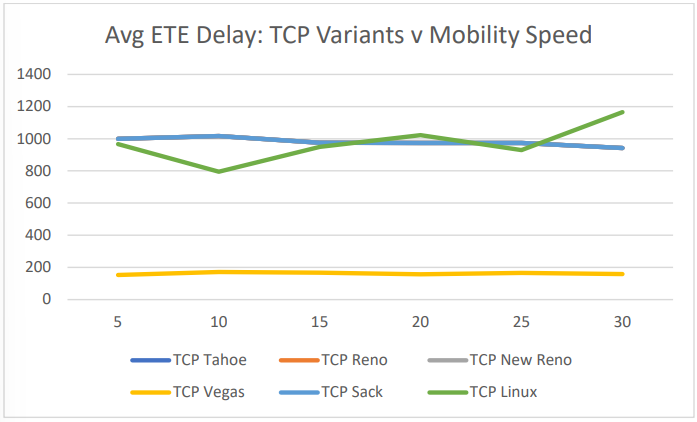 Avg ETE Delay: TCP Variants v Mobility Speed
1400
1200
1000
800
600
400
200
0
5 10 15 20 25 30
TCP Tahoe TCP Reno TCP New Reno
TCP Vegas TCP Sack TCP Linux